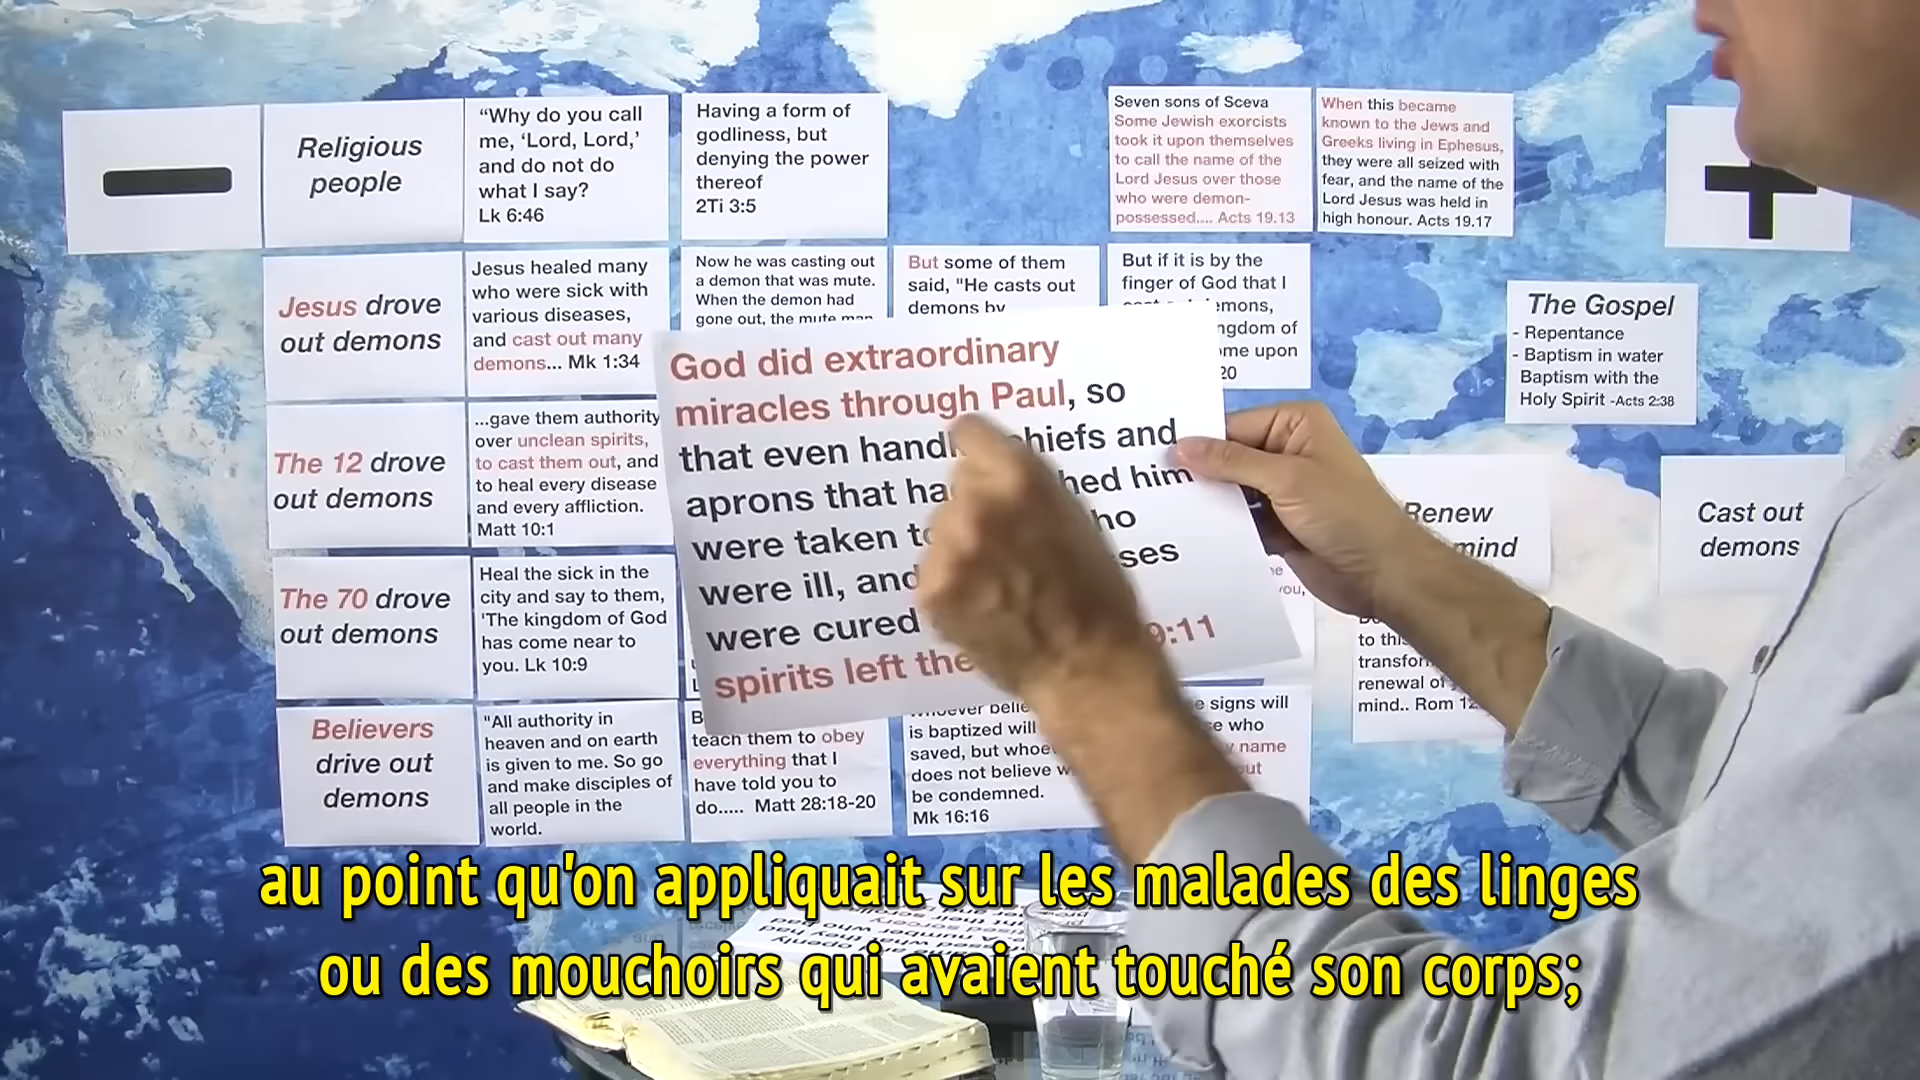 Religious
people
“Why do you call
me, ‘Lord, Lord,’
and do not do
what I say?
Lk 6:46
Having a form of
godliness, but
denying the power
thereof
2Ti 3:5
Seven sons of Sceva
Some Jewish exorcists
took it upon themselves
to call the name of the
Lord Jesus over those
who were demon-
possessed.... Acts 19.13
When this became
known to the Jews and
Greeks living in Ephesus,
they were all seized with
fear, and the name of the
Lord Jesus was held in
high honour. Acts 19.17
Jesus drove
out demons
Jesus healed many
who were sick with
various diseases,
and cast out many
demons... Mk 1:34
Now he was casting out
a demon that was mute.
When the demon had
gone out, the mute man
But some of them
said, "He casts out
demons by
But if it is by the
finger of God that I
upon
20
The Gospel
- Repentance
- Baptism in water
Baptism with the
Holy Spirit -Acts 2:38
God did extraordinary
miracles through Paul, so
that even and
aprons that him
were taken
were ill, and
were cured 9:11
spirits left
The 12 drove
out demons
...gave them authority
over unclean spirits,
to cast them out, and
to heal every disease
and every affliction.
Matt 10:1
Renew
mind
Cast out
demons
The 70 drove
out demons
Heal the sick in the
city and say to them,
'The kingdom of God
has come near to
you. Lk 10:9
you,
to
renewal of
mind.. Rom
Believers
drive out
demons
"All authority in
heaven and on earth
is given to me. So go
and make disciples of
all people in the
world.
teach them to obey
everything that I
have told you to
do..... Matt 28:18-20
is baptized will
saved, but
does not believe
be condemned.
Mk 16:16
signs will
who
name
au point qu'on appliquait sur les malades des linges
ou des mouchoirs qui avaient touché son corps;